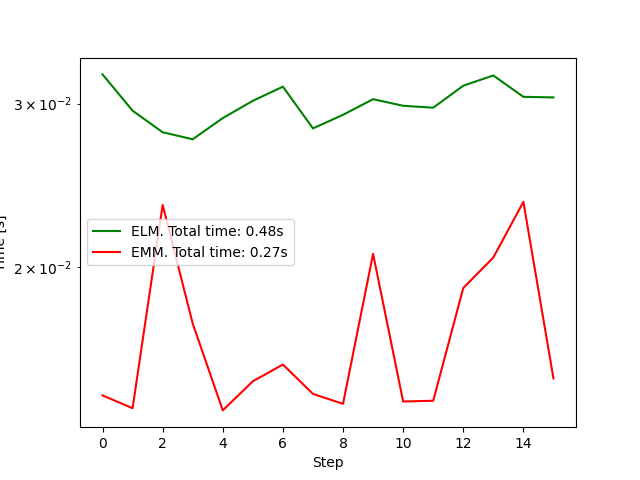 3 × 10⁻²
2 × 10⁻²
ELM. Total time: 0.48s
EMM. Total time: 0.27s
0 2 4 6 8 10 12 14
Step